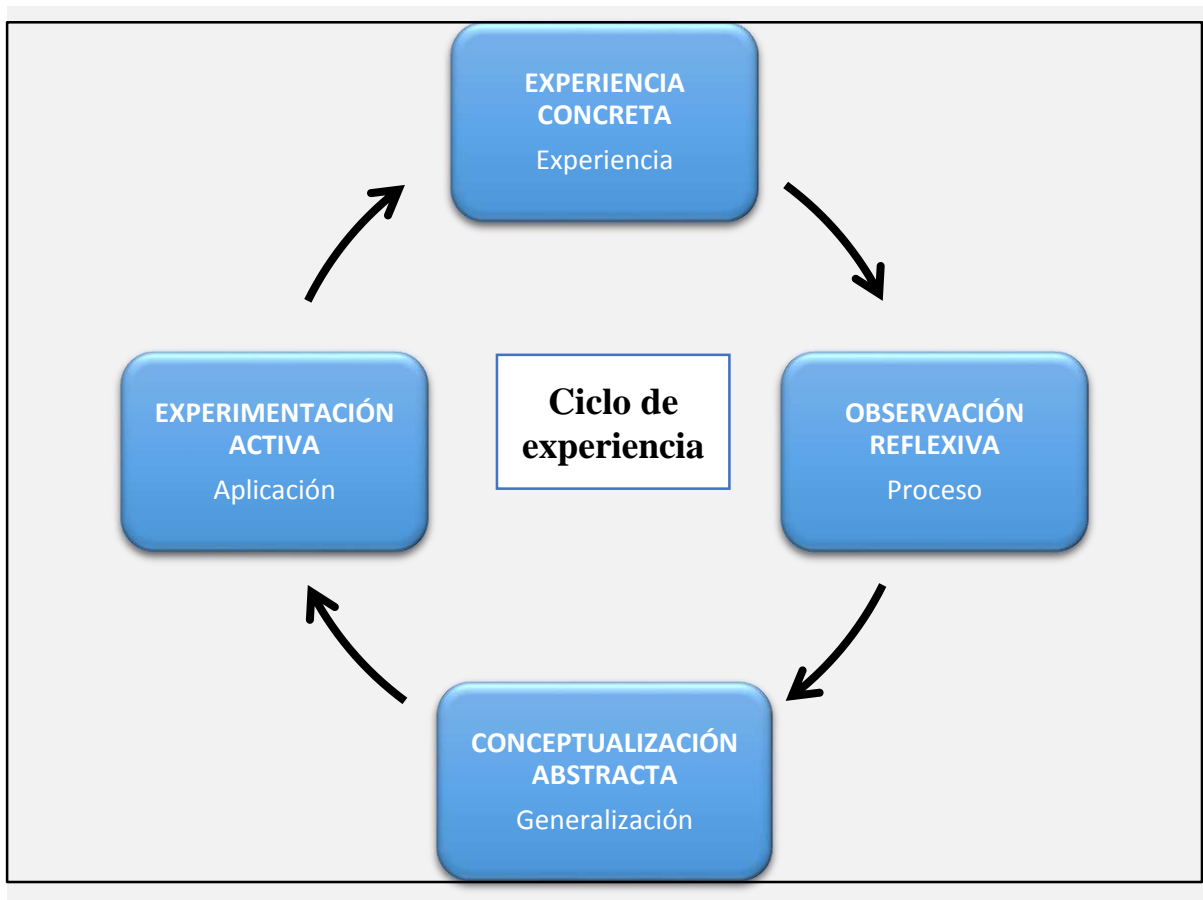 EXPERIENCIA
CONCRETA
Experiencia
EXPERIMENTACIÓN
ACTIVA
Aplicación
Ciclo de
experiencia
OBSERVACIÓN
REFLEXIVA
Proceso
CONCEPTUALIZACIÓN
ABSTRACTA
Generalización